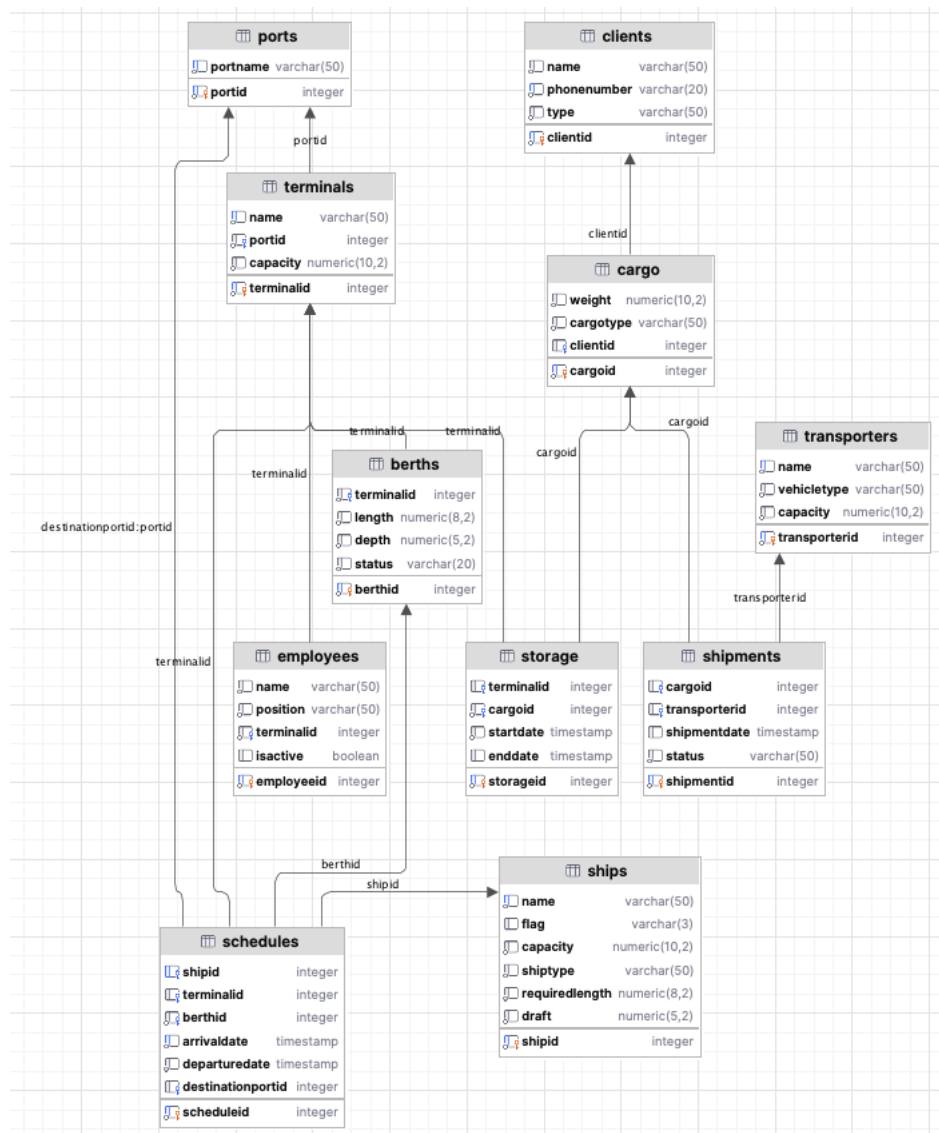 ports
portname varchar(50)
portid integer
clients
name varchar(50)
phonenumber varchar(20)
type varchar(50)
clientid integer
portid
terminals
name varchar(50)
portid integer
capacity numeric(10,2)
terminalid integer
clientid
cargo
weight numeric(10,2)
cargotype varchar(50)
clientid integer
cargoid integer
terminalid
terminalid
cargoid
cargoid
terminalid
transporters
name varchar(50)
vehicletype varchar(50)
capacity numeric(10,2)
transporterid integer
berths
terminalid integer
length numeric(8,2)
depth numeric(5,2)
status varchar(20)
berthid integer
destinationportid:portid
transporterid
terminalid
employees
name varchar(50)
position varchar(50)
terminalid integer
isactive boolean
employeeid integer
storage
terminalid integer
cargoid integer
startdate timestamp
enddate timestamp
storageid integer
shipments
cargoid integer
transporterid integer
shipmentdate timestamp
status varchar(50)
shipmentid integer
berthid
shipid
ships
name varchar(50)
flag varchar(3)
capacity numeric(10,2)
shiptype varchar(50)
requiredlength numeric(8,2)
draft numeric(5,2)
shipid integer
schedules
shipid integer
terminalid integer
berthid integer
arrivaldate timestamp
departuredate timestamp
destinationportid integer
scheduleid integer